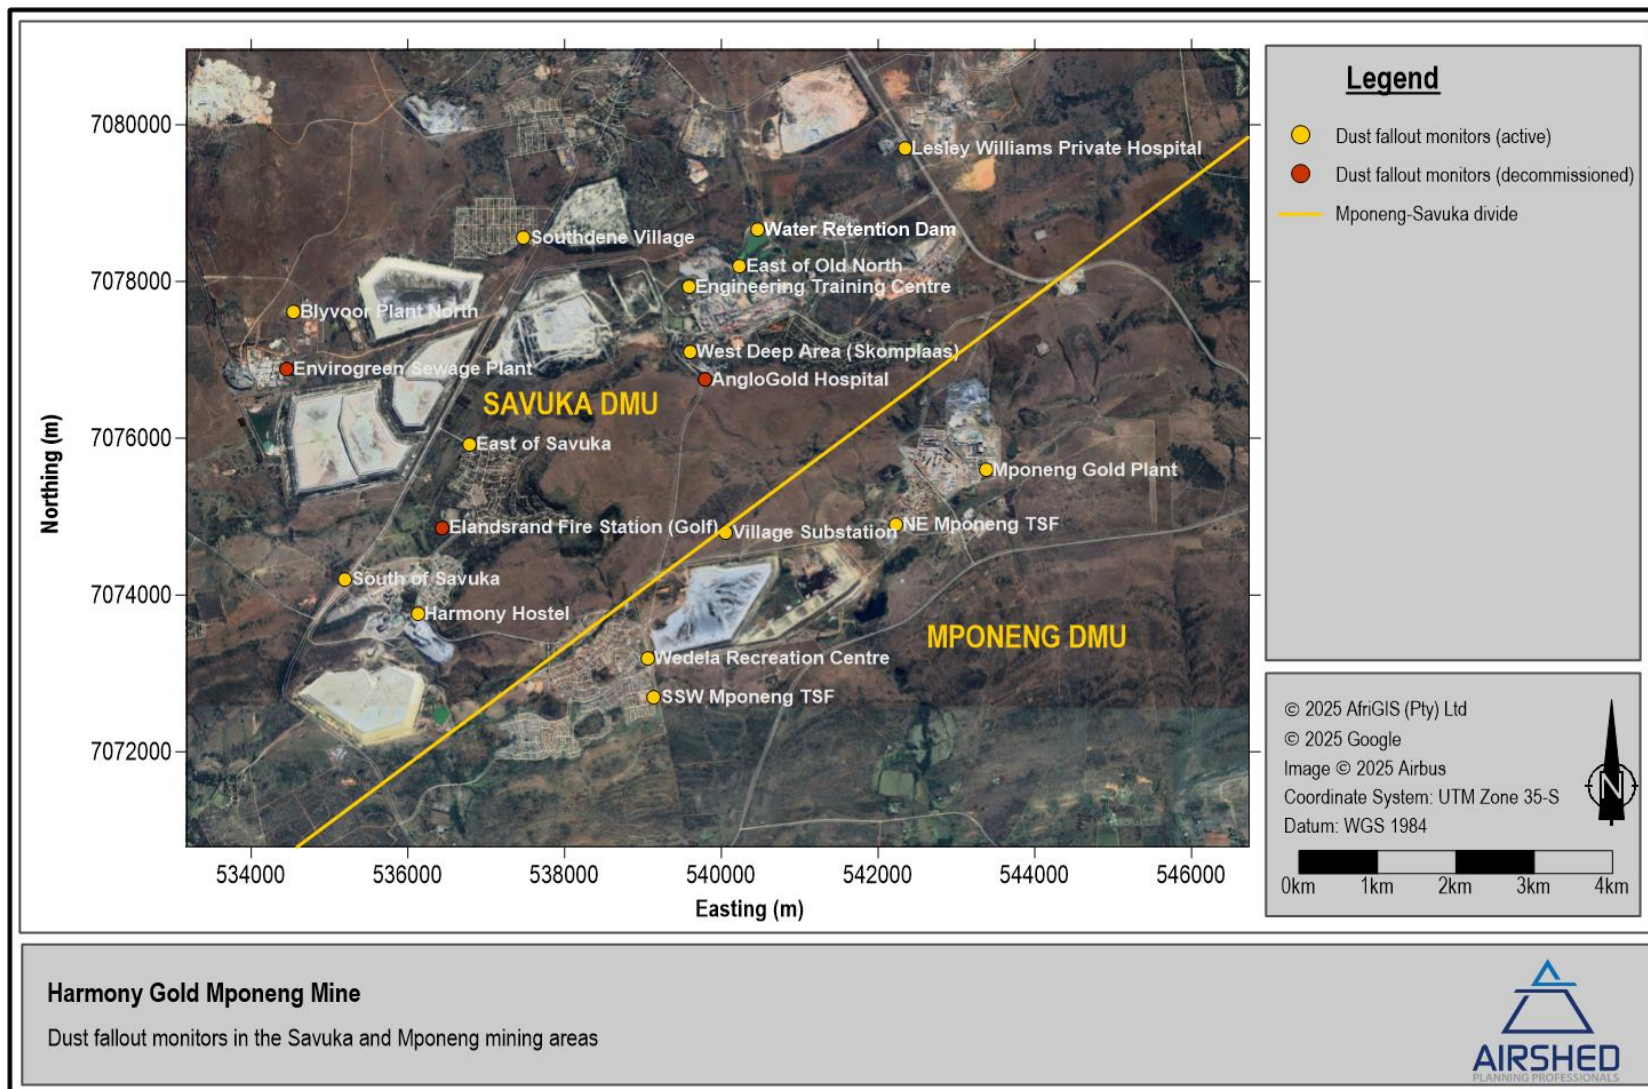 7080000
7078000
7076000
7074000
7072000
Northing (m)
534000
536000
538000
540000
542000
544000
546000
Easting (m)
Lesley Williams Private Hospital
Water Retention Dam
Southdene Village
East of Old North
Engineering Training Centre
Blyvoor Plant North
West Deep Area (Skomplaas)
Envirogreen Sewage Plant
AngloGold Hospital
SAVUKA DMU
East of Savuka
Mponeng Gold Plant
Elandsrand Fire Station (Golf)
Village Substation
NE Mponeng TSF
South of Savuka
Harmony Hostel
MPONENG DMU
Wedela Recreation Centre
SSW Mponeng TSF
Legend
Dust fallout monitors (active)
Dust fallout monitors (decommissioned)
Mponeng-Savuka divide
© 2025 AfriGIS (Pty) Ltd
© 2025 Google
Image © 2025 Airbus
Coordinate System: UTM Zone 35-S
Datum: WGS 1984
N
0km 1km 2km 3km 4km
Harmony Gold Mponeng Mine
Dust fallout monitors in the Savuka and Mponeng mining areas
AIRSHED
PLANNING PROFESSIONALS